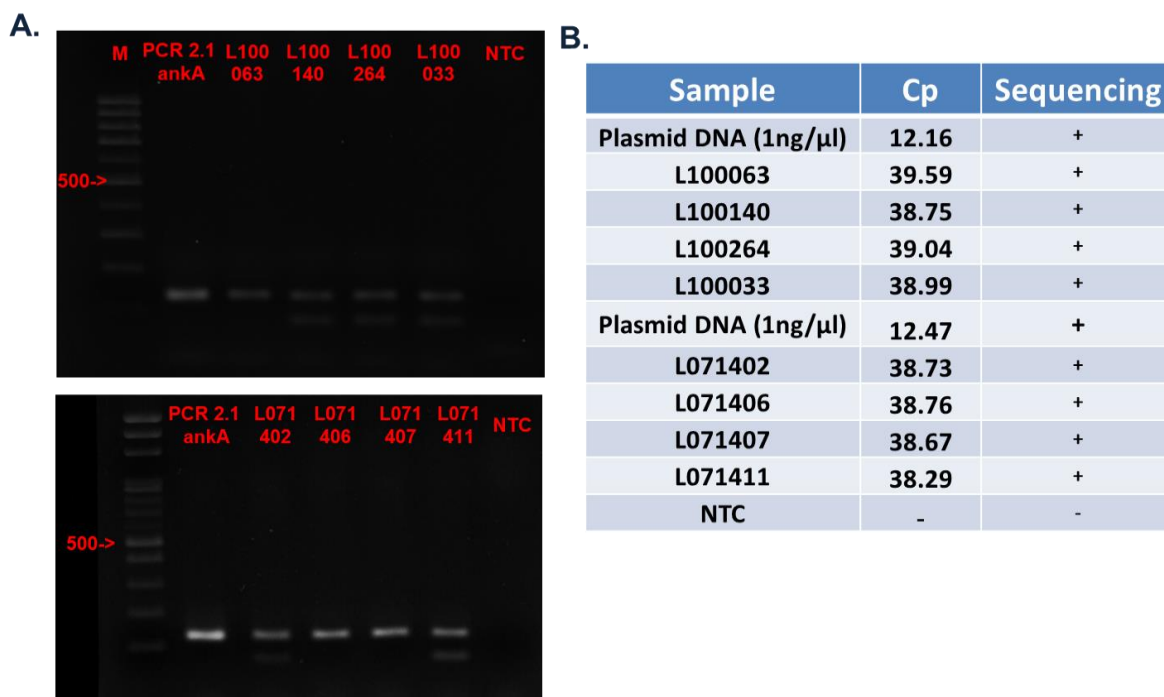 A.
M PCR 2.1 L100 L100 L100 L100 NTC
ankA 063 140 264 033
500->
PCR 2.1 L071 L071 L071 L071 NTC
ankA 402 406 407 411
500->
B.
Sample Cp Sequencing
Plasmid DNA (1ng/µl) 12.16 +
L100063 39.59 +
L100140 38.75 +
L100264 39.04 +
L100033 38.99 +
Plasmid DNA (1ng/µl) 12.47 +
L071402 38.73 +
L071406 38.76 +
L071407 38.67 +
L071411 38.29 +
NTC - -